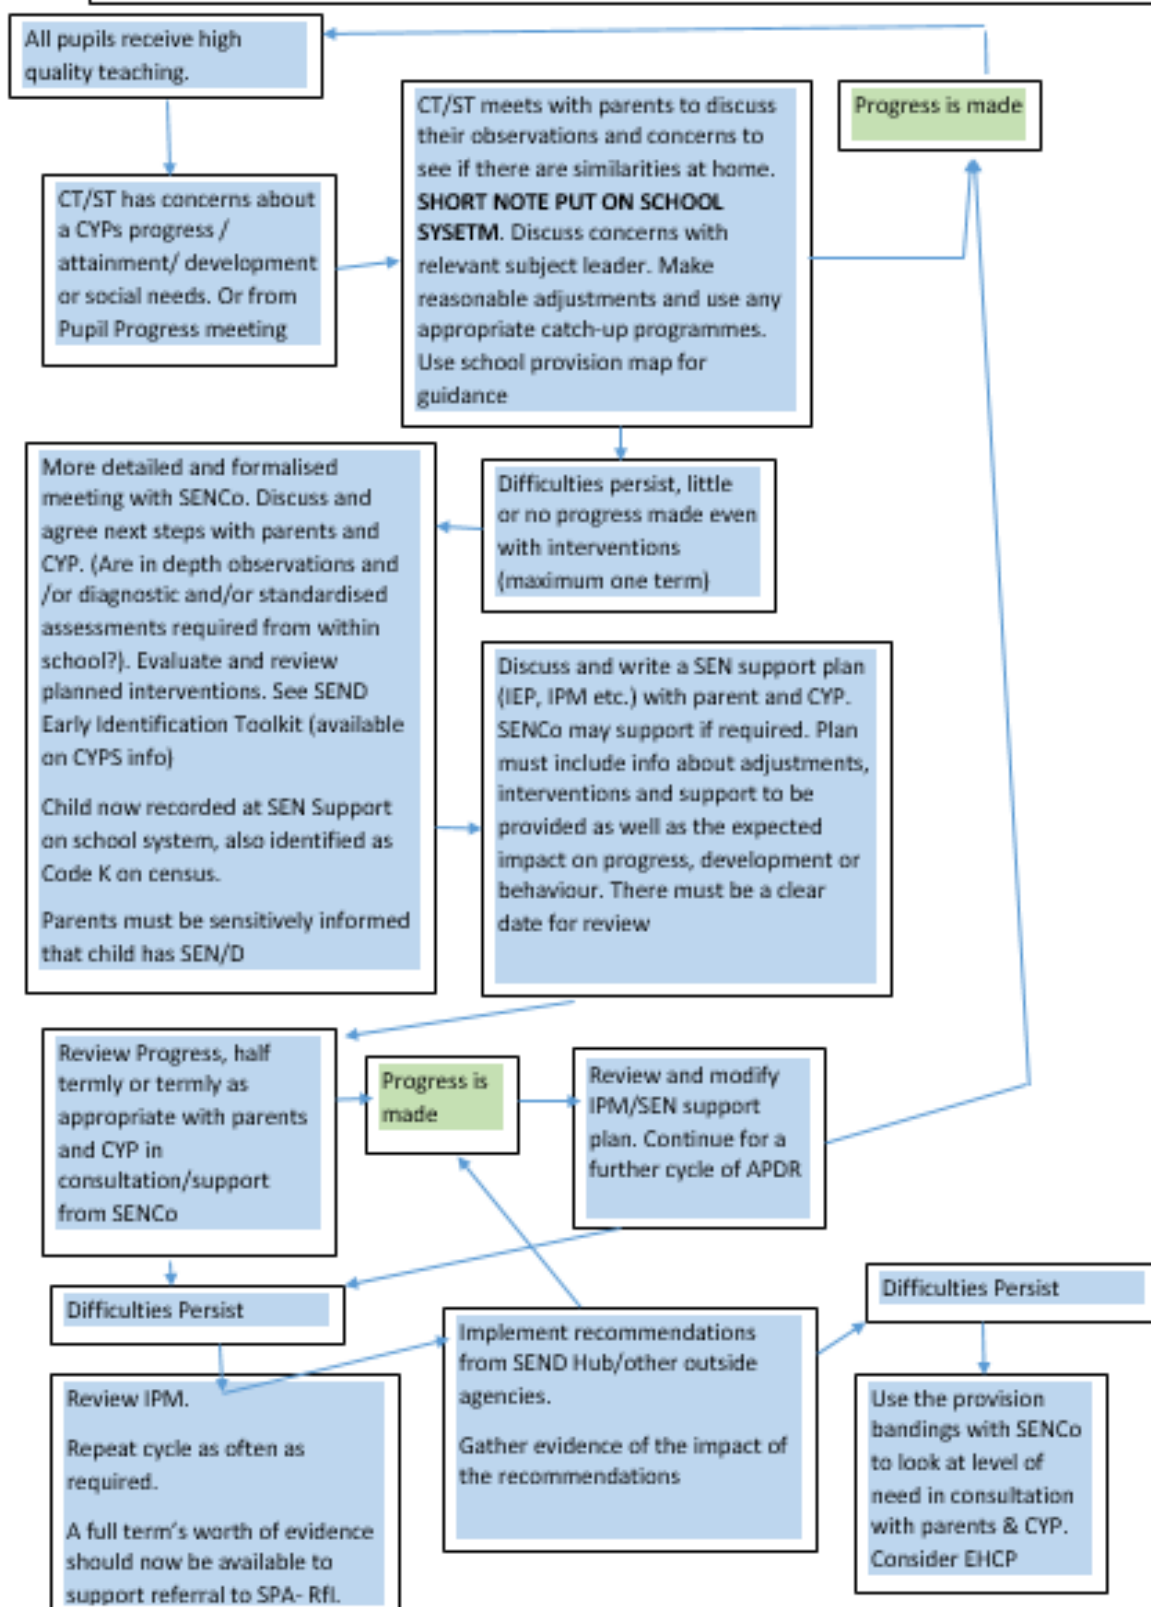 All pupils receive high
quality teaching.
CT/ST has concerns about
a CYPs progress /
attainment/ development
or social needs. Or from
Pupil Progress meeting
CT/ST meets with parents to discuss
their observations and concerns to
see if there are similarities at home.
SHORT NOTE PUT ON SCHOOL
SYSETM. Discuss concerns with
relevant subject leader. Make
reasonable adjustments and use any
appropriate catch-up programmes.
Use school provision map for
guidance
Progress is made
Difficulties persist, little
or no progress made even
with interventions
(maximum one term)
More detailed and formalised
meeting with SENCo. Discuss and
agree next steps with parents and
CYP. (Are in depth observations and
/or diagnostic and/or standardised
assessments required from within
school?). Evaluate and review
planned interventions. See SEND
Early Identification Toolkit (available
on CYPS info)
Child now recorded at SEN Support
on school system, also identified as
Code K on census.
Parents must be sensitively informed
that child has SEN/D
Discuss and write a SEN support plan
(IEP, IPM etc.) with parent and CYP.
SENCo may support if required. Plan
must include info about adjustments,
interventions and support to be
provided as well as the expected
impact on progress, development or
behaviour. There must be a clear
date for review
Review Progress, half
termly or termly as
appropriate with parents
and CYP in
consultation/support
from SENCo
Progress is
made
Review and modify
IPM/SEN support
plan. Continue for a
further cycle of APDR
Difficulties Persist
Review IPM.
Repeat cycle as often as
required.
A full term's worth of evidence
should now be available to
support referral to SPA- RfI.
Implement recommendations
from SEND Hub/other outside
agencies.
Gather evidence of the impact of
the recommendations
Difficulties Persist
Use the provision
bandings with SENCo
to look at level of
need in consultation
with parents & CYP.
Consider EHCP